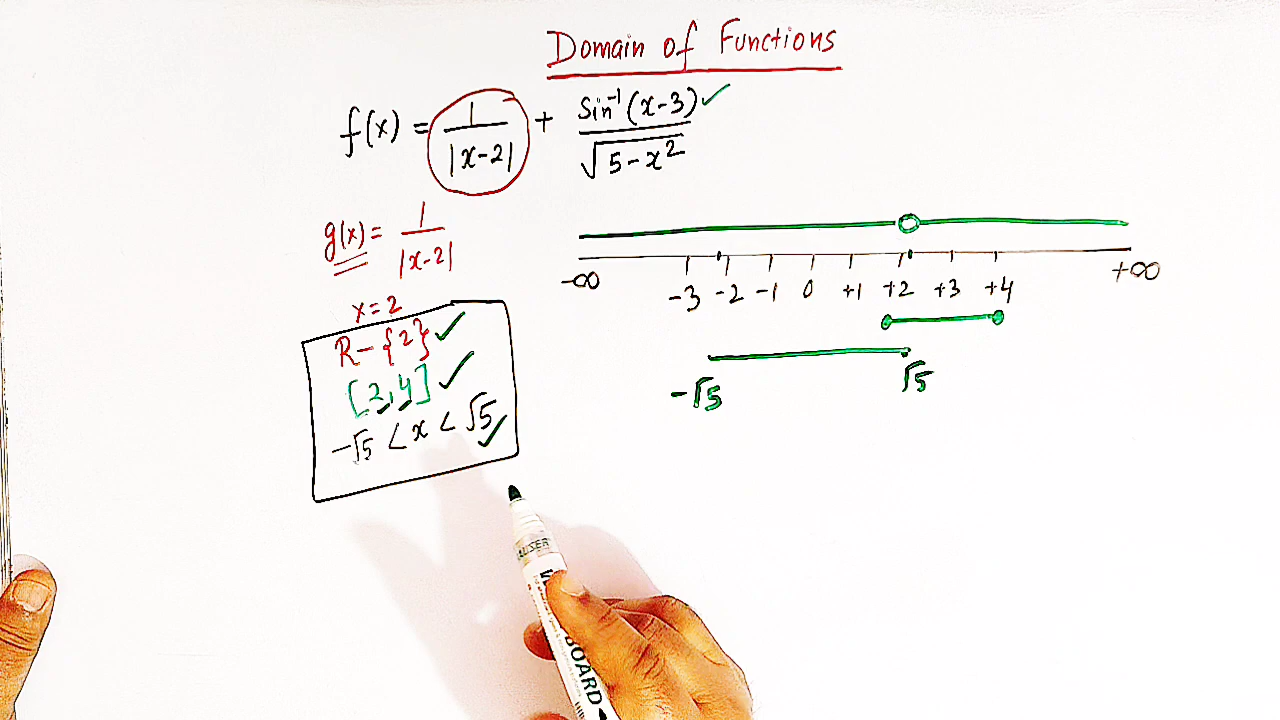 Domain of Functions
f(x) = 1/|x-2| + Sin⁻¹(x-3)/√5-x² ✓
g(x) = 1/|x-2|
x=2
R-{2} ✓
[2,4] ✓
-√5 < x < √5 ✓
-∞ -3 -2 -1 0 +1 +2 +3 +4 +∞
-√5 √5
BOARD